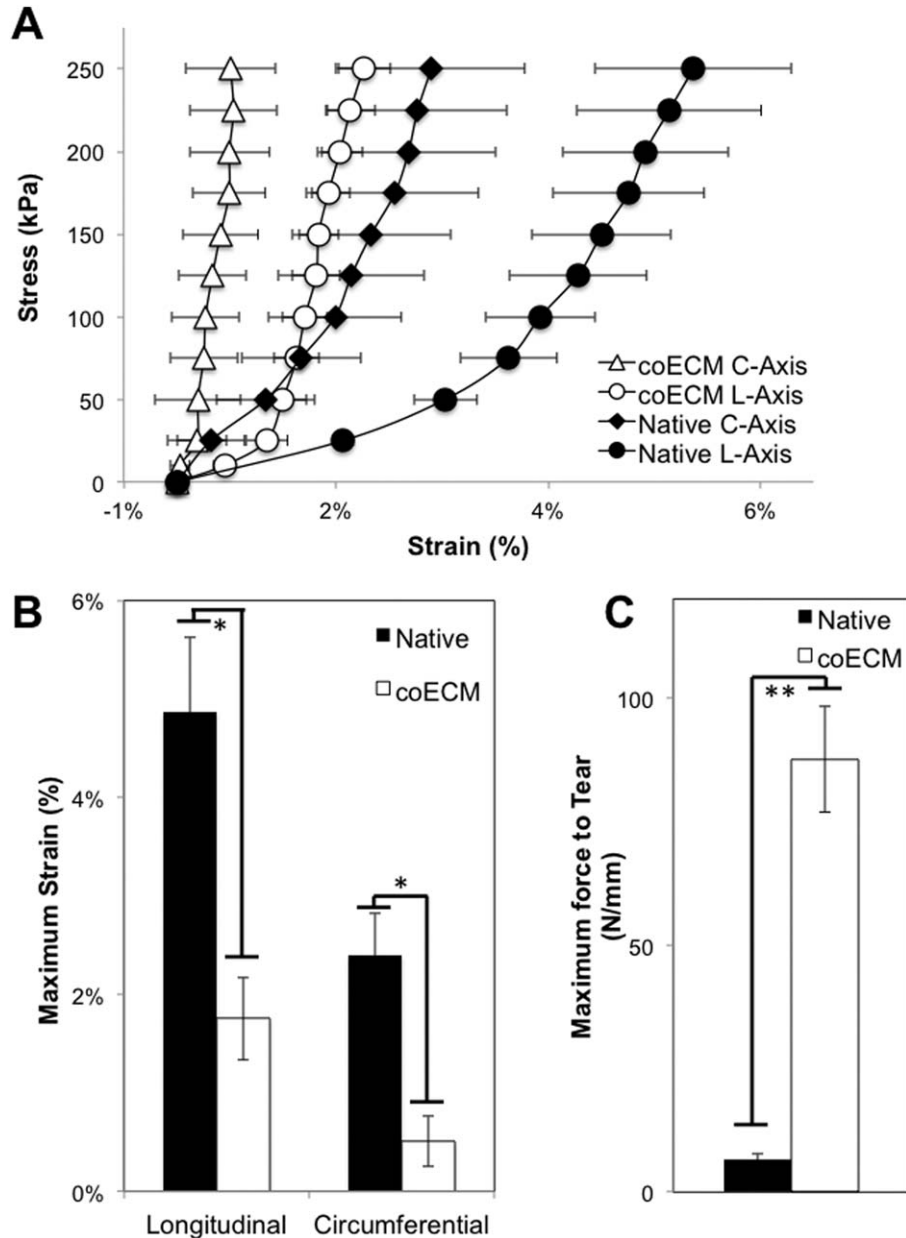 A
250
200
150
100
50
0
Stress (kPa)
-1%
2%
4%
6%
Strain (%)
coECM C-Axis
coECM L-Axis
Native C-Axis
Native L-Axis
B
6%
4%
2%
0%
Maximum Strain (%)
*
*
Native
coECM
Longitudinal
Circumferential
C
100
50
0
Maximum force to Tear
(N/mm)
**
Native
coECM